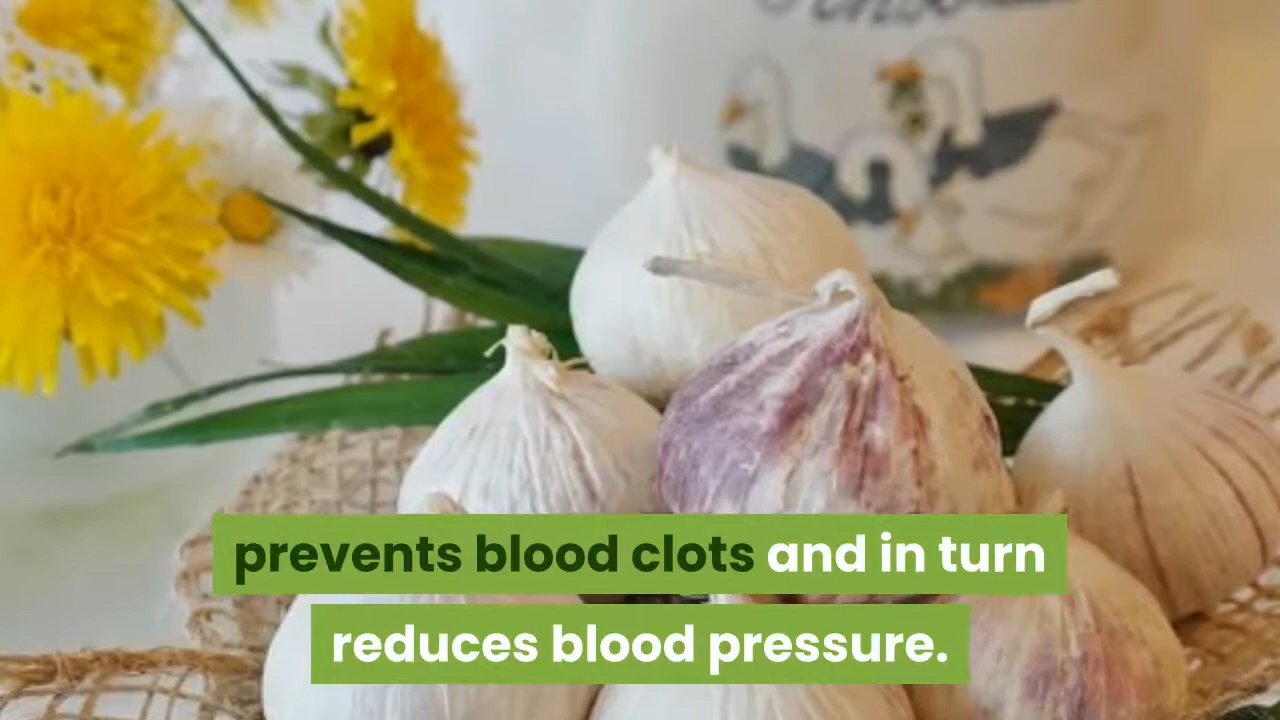 prevents blood clots and in turn
reduces blood pressure.